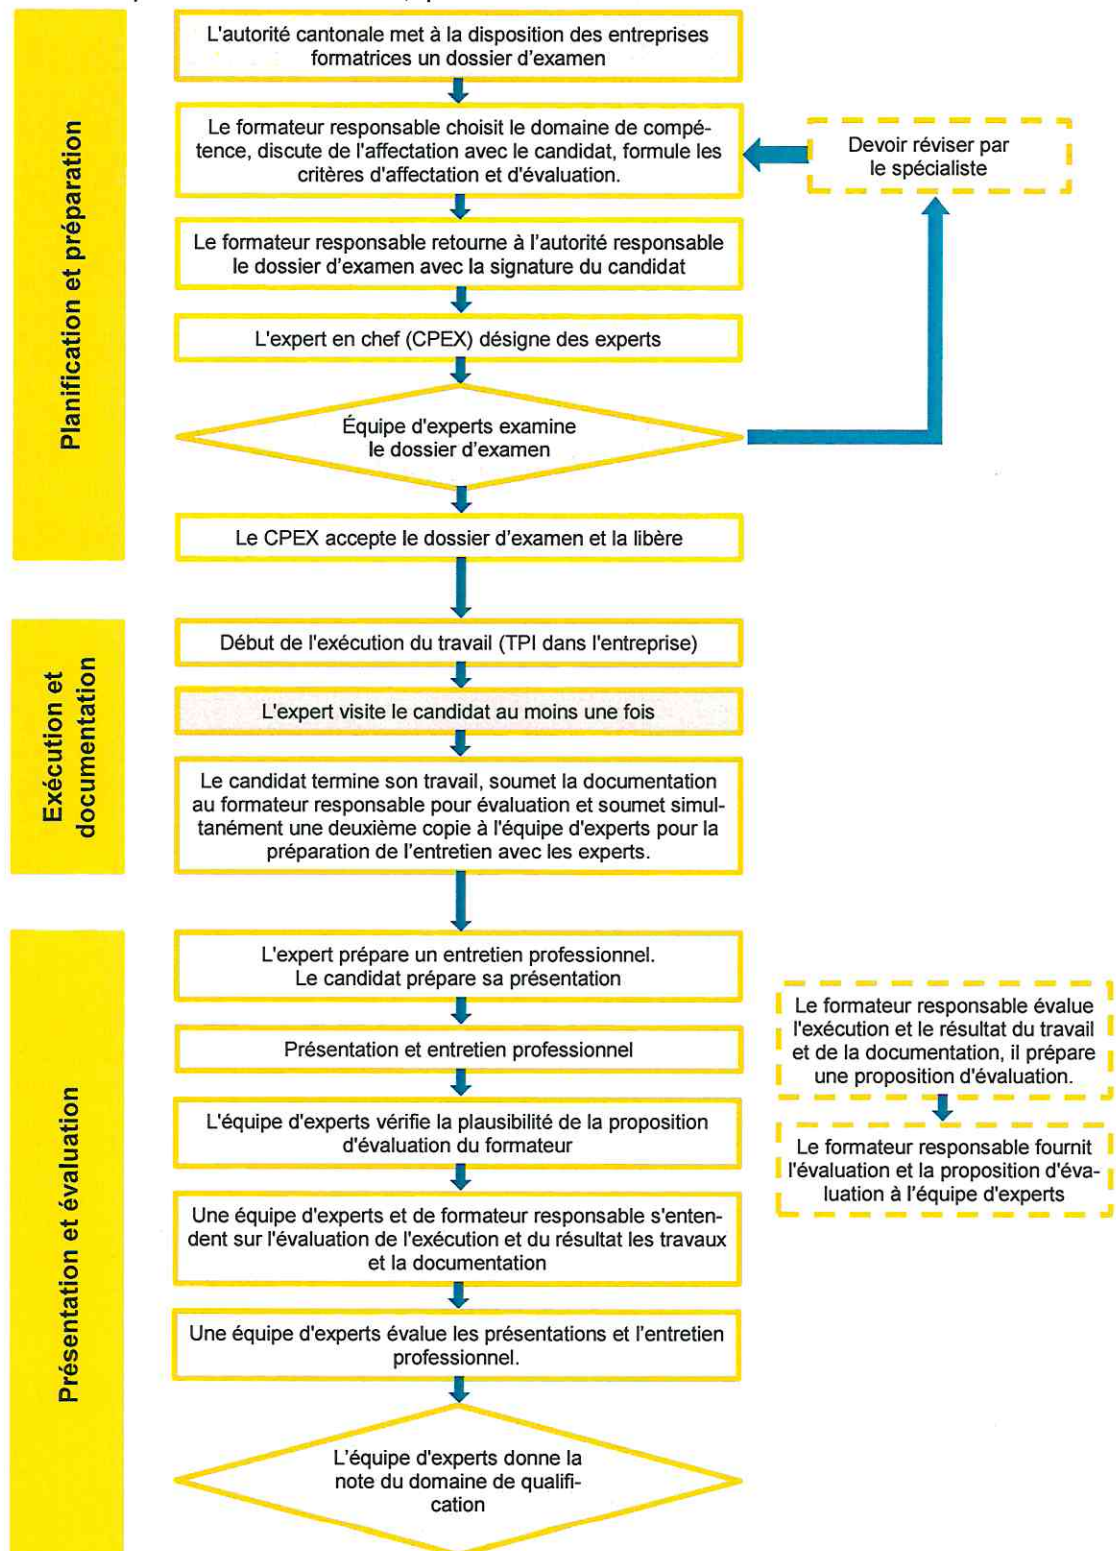 L'autorité cantonale met à la disposition des entreprises
formatrices un dossier d'examen
Planification et préparation
Le formateur responsable choisit le domaine de compé-
tence, discute de l'affectation avec le candidat, formule les
critères d'affectation et d'évaluation.
Devoir réviser par
le spécialiste
Le formateur responsable retourne à l'autorité responsable
le dossier d'examen avec la signature du candidat
L'expert en chef (CPEX) désigne des experts
Équipe d'experts examine
le dossier d'examen
Le CPEX accepte le dossier d'examen et la libère
Exécution et
documentation
Début de l'exécution du travail (TPI dans l'entreprise)
L'expert visite le candidat au moins une fois
Le candidat termine son travail, soumet la documentation
au formateur responsable pour évaluation et soumet simul-
tanément une deuxième copie à l'équipe d'experts pour la
préparation de l'entretien avec les experts.
Présentation et évaluation
L'expert prépare un entretien professionnel.
Le candidat prépare sa présentation
Présentation et entretien professionnel
Le formateur responsable évalue
l'exécution et le résultat du travail
et de la documentation, il prépare
une proposition d'évaluation.
L'équipe d'experts vérifie la plausibilité de la proposition
d'évaluation du formateur
Le formateur responsable fournit
l'évaluation et la proposition d'éva-
luation à l'équipe d'experts
Une équipe d'experts et de formateur responsable s'enten-
dent sur l'évaluation de l'exécution et du résultat les travaux
et la documentation
Une équipe d'experts évalue les présentations et l'entretien
professionnel.
L'équipe d'experts donne la
note du domaine de qualifi-
cation